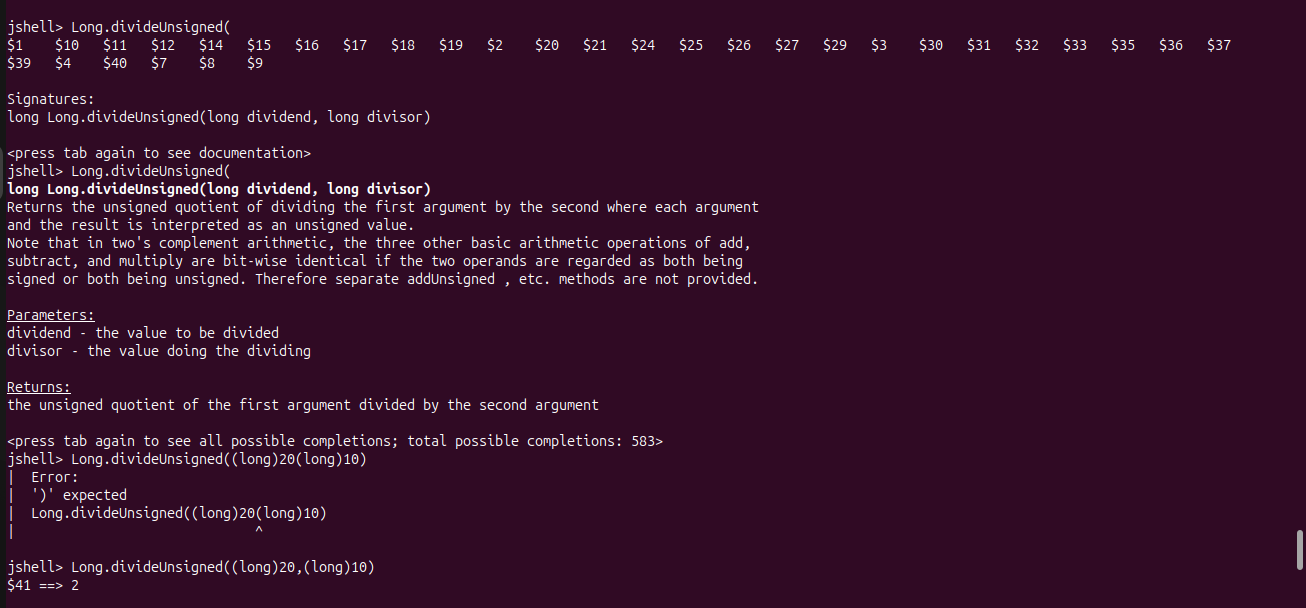 jshell> Long.divideUnsigned(
$1 $10 $11 $12 $14 $15 $16 $17 $18 $19 $2 $20 $21 $24 $25 $26 $27 $29 $3 $30 $31 $32 $33 $35 $36 $37
$39 $4 $40 $7 $8 $9
Signatures:
long Long.divideUnsigned(long dividend, long divisor)
<press tab again to see documentation>
jshell> Long.divideUnsigned(
long Long.divideUnsigned(long dividend, long divisor)
Returns the unsigned quotient of dividing the first argument by the second where each argument
and the result is interpreted as an unsigned value.
Note that in two's complement arithmetic, the three other basic arithmetic operations of add,
subtract, and multiply are bit-wise identical if the two operands are regarded as both being
signed or both being unsigned. Therefore separate addUnsigned , etc. methods are not provided.
Parameters:
dividend - the value to be divided
divisor - the value doing the dividing
Returns:
the unsigned quotient of the first argument divided by the second argument
<press tab again to see all possible completions; total possible completions: 583>
jshell> Long.divideUnsigned((long)20(long)10)
|  Error:
|  ')' expected
|  Long.divideUnsigned((long)20(long)10)
|                              ^
jshell> Long.divideUnsigned((long)20,(long)10)
$41 ==> 2